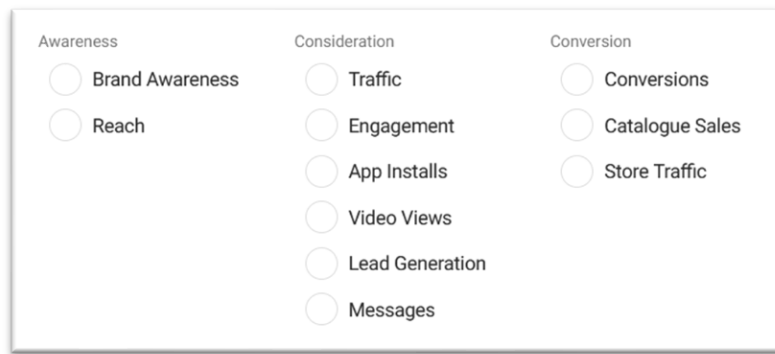 Awareness
Brand Awareness
Reach
Consideration
Traffic
Engagement
App Installs
Video Views
Lead Generation
Messages
Conversion
Conversions
Catalogue Sales
Store Traffic